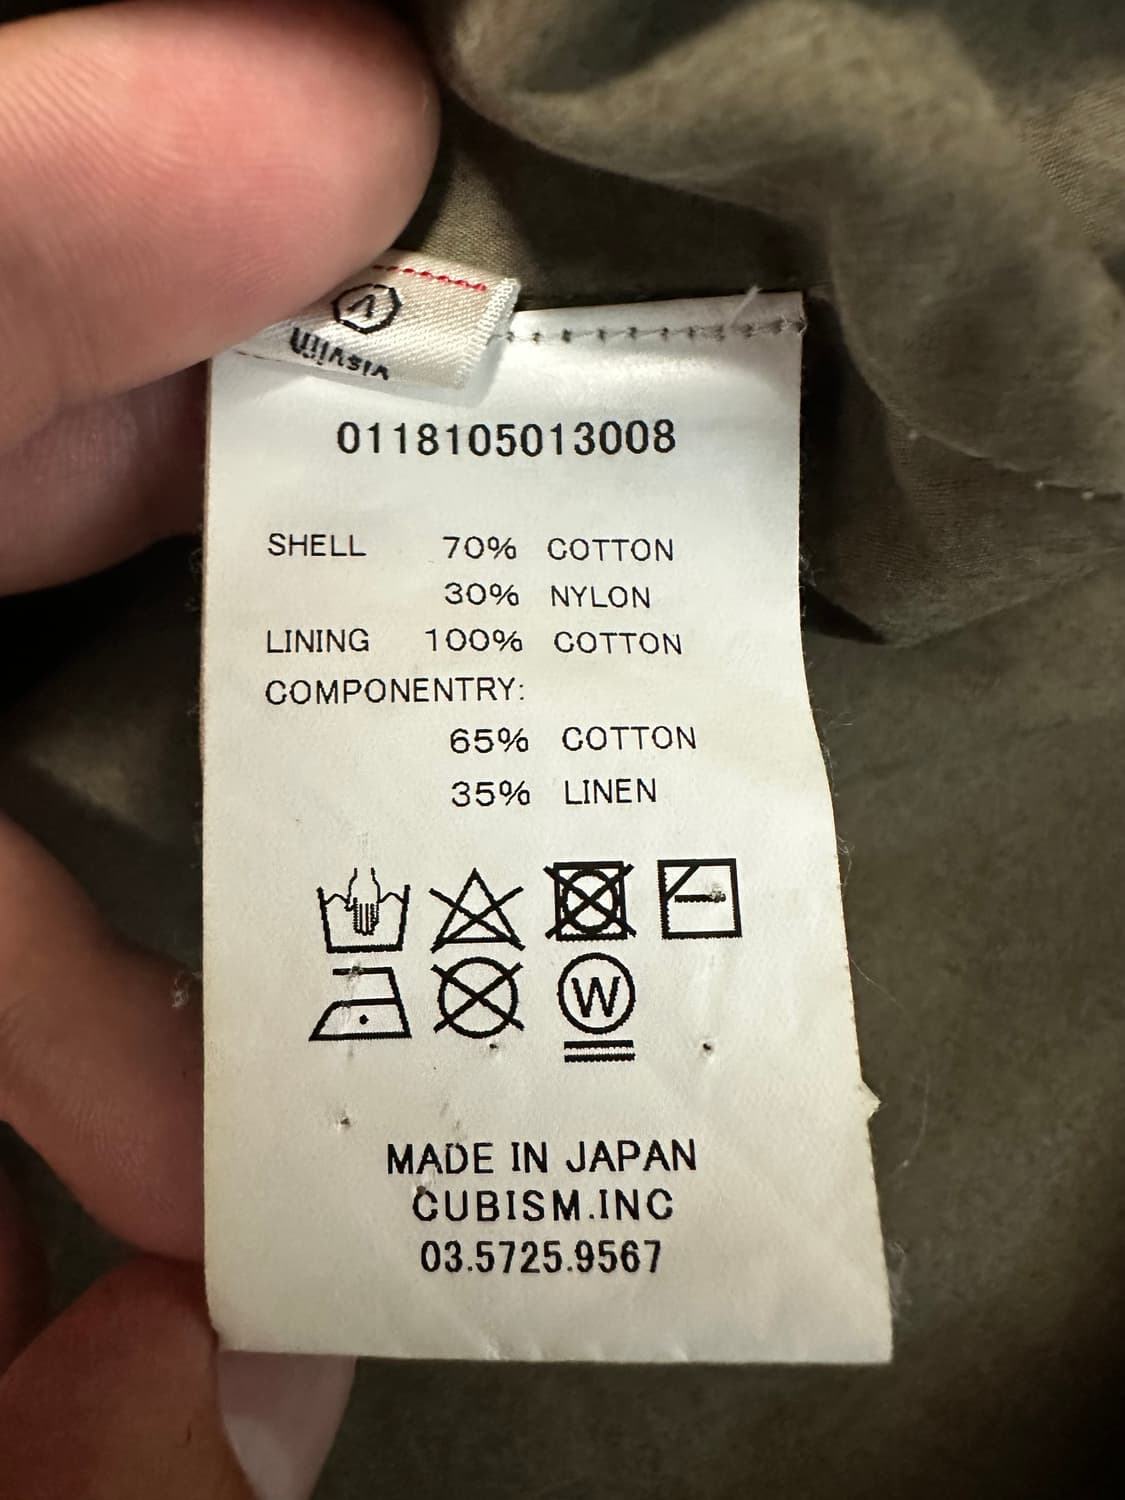 visvim
0118105013008
SHELL 70% COTTON
30% NYLON
LINING 100% COTTON
COMPONENTRY:
65% COTTON
35% LINEN
W
MADE IN JAPAN
CUBISM.INC
03.5725.9567